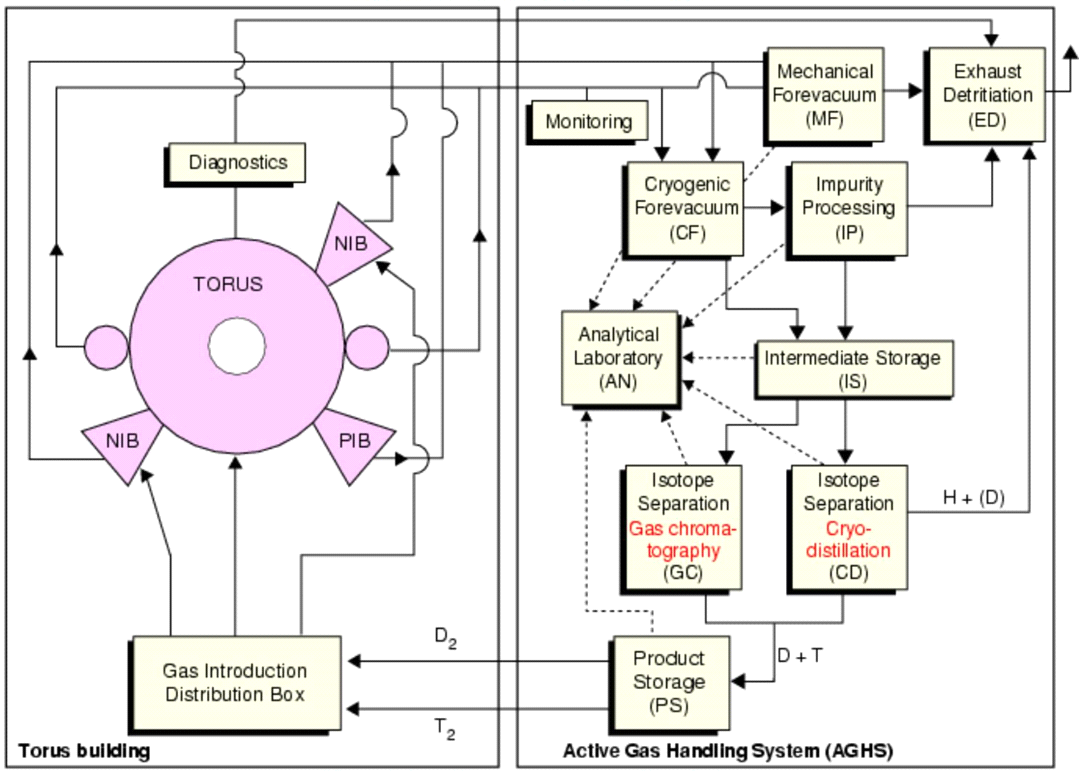 Mechanical
Forevacuum
(MF)
Exhaust
Detritiation
(ED)
Monitoring
Diagnostics
Cryogenic
Forevacuum
(CF)
Impurity
Processing
(IP)
NIB
TORUS
Analytical
Laboratory
(AN)
Intermediate Storage
(IS)
NIB
PIB
Isotope
Separation
Gas chroma-
tography
(GC)
Isotope
Separation
Cryo-
distillation
(CD)
H + (D)
Gas Introduction
Distribution Box
D2
T2
Product
Storage
(PS)
D + T
Torus building
Active Gas Handling System (AGHS)